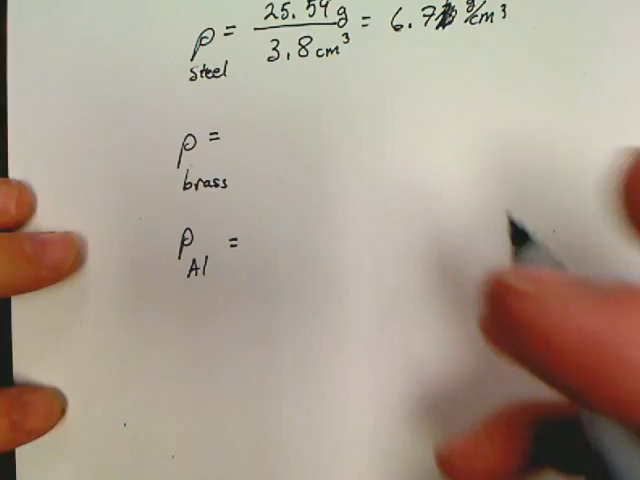 ρ steel = 25.54 g / 3.8 cm³ = 6.7 g/cm³
ρ brass =
ρ Al =